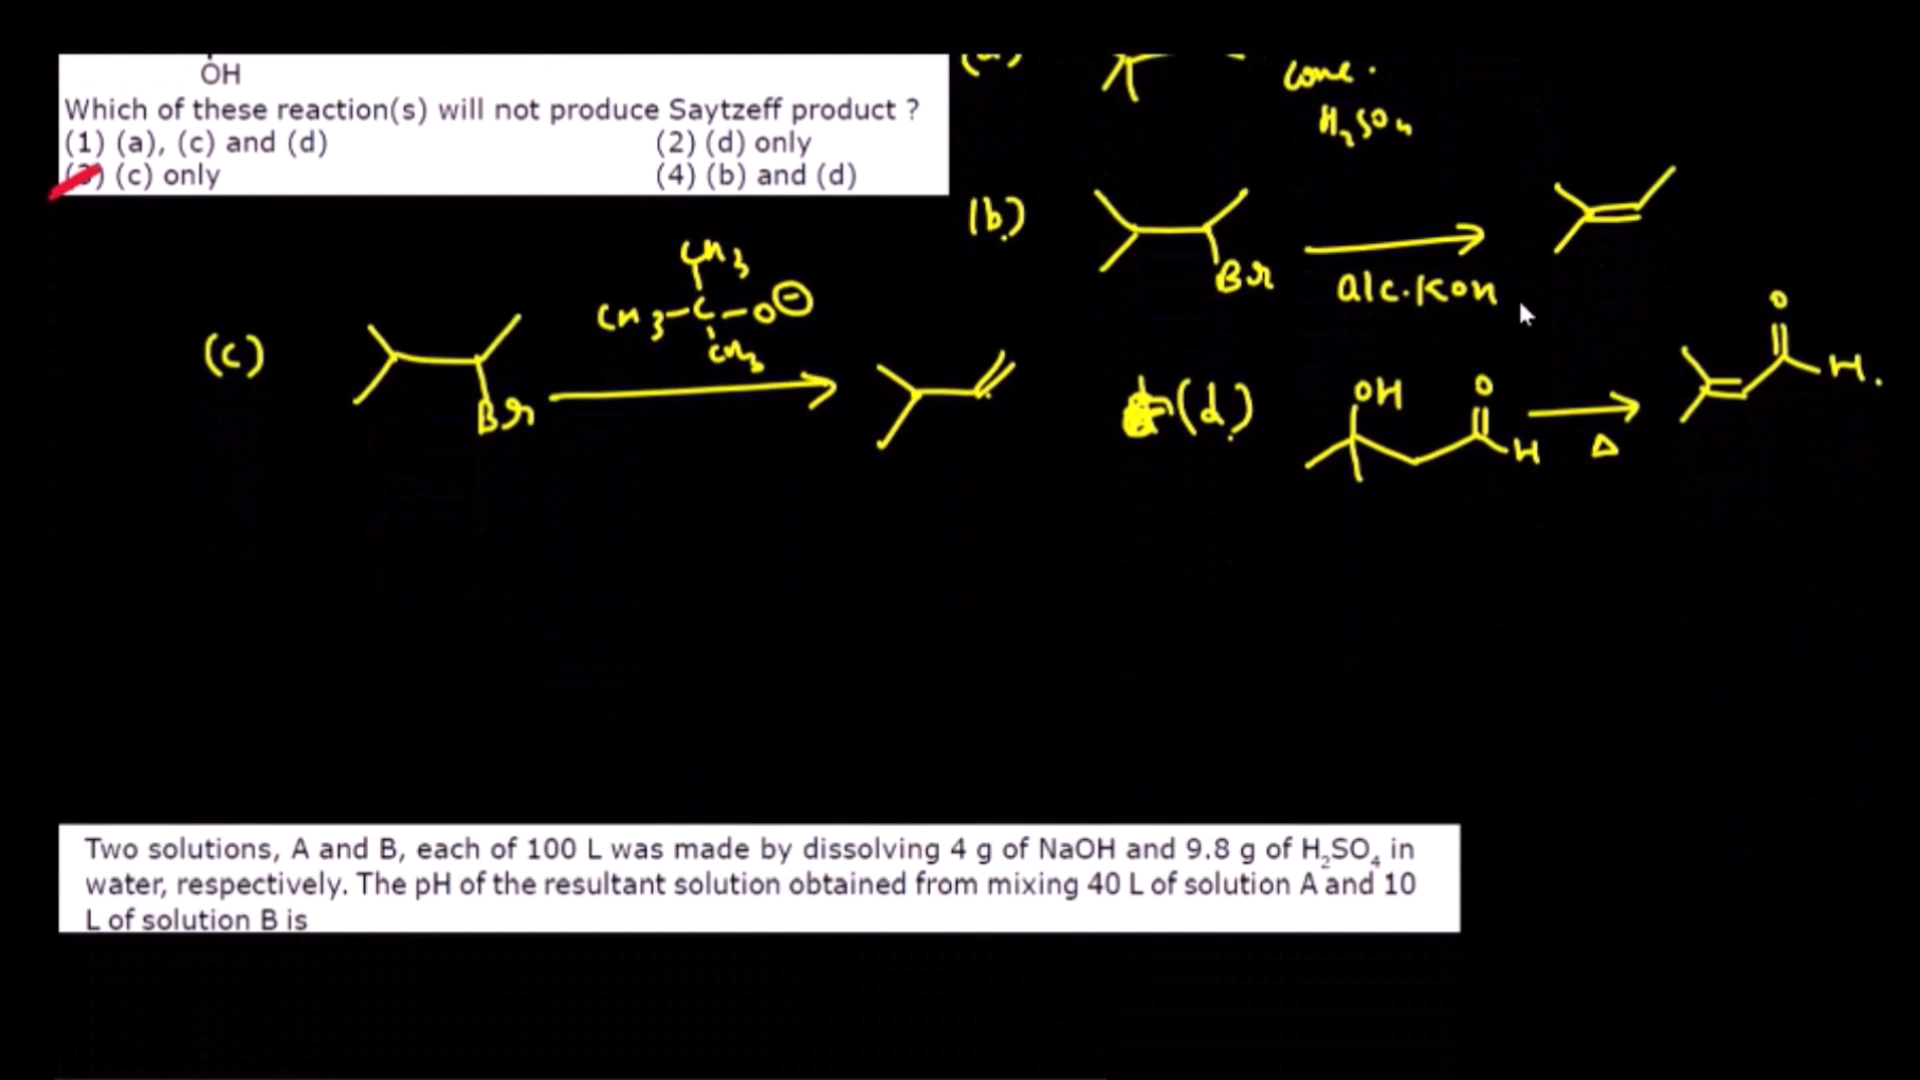 OH
Which of these reaction(s) will not produce Saytzeff product ?
(1) (a), (c) and (d)
(2) (d) only
(c) only
(4) (b) and (d)
conc.
H₂SO₄
(b)
Br
alc.KOH
(c)
CH3
CH3-C-O⊖
CH3
Br
(d)
OH
O
H
Δ
O
H.
Two solutions, A and B, each of 100 L was made by dissolving 4 g of NaOH and 9.8 g of H₂SO₄ in
water, respectively. The pH of the resultant solution obtained from mixing 40 L of solution A and 10
L of solution B is